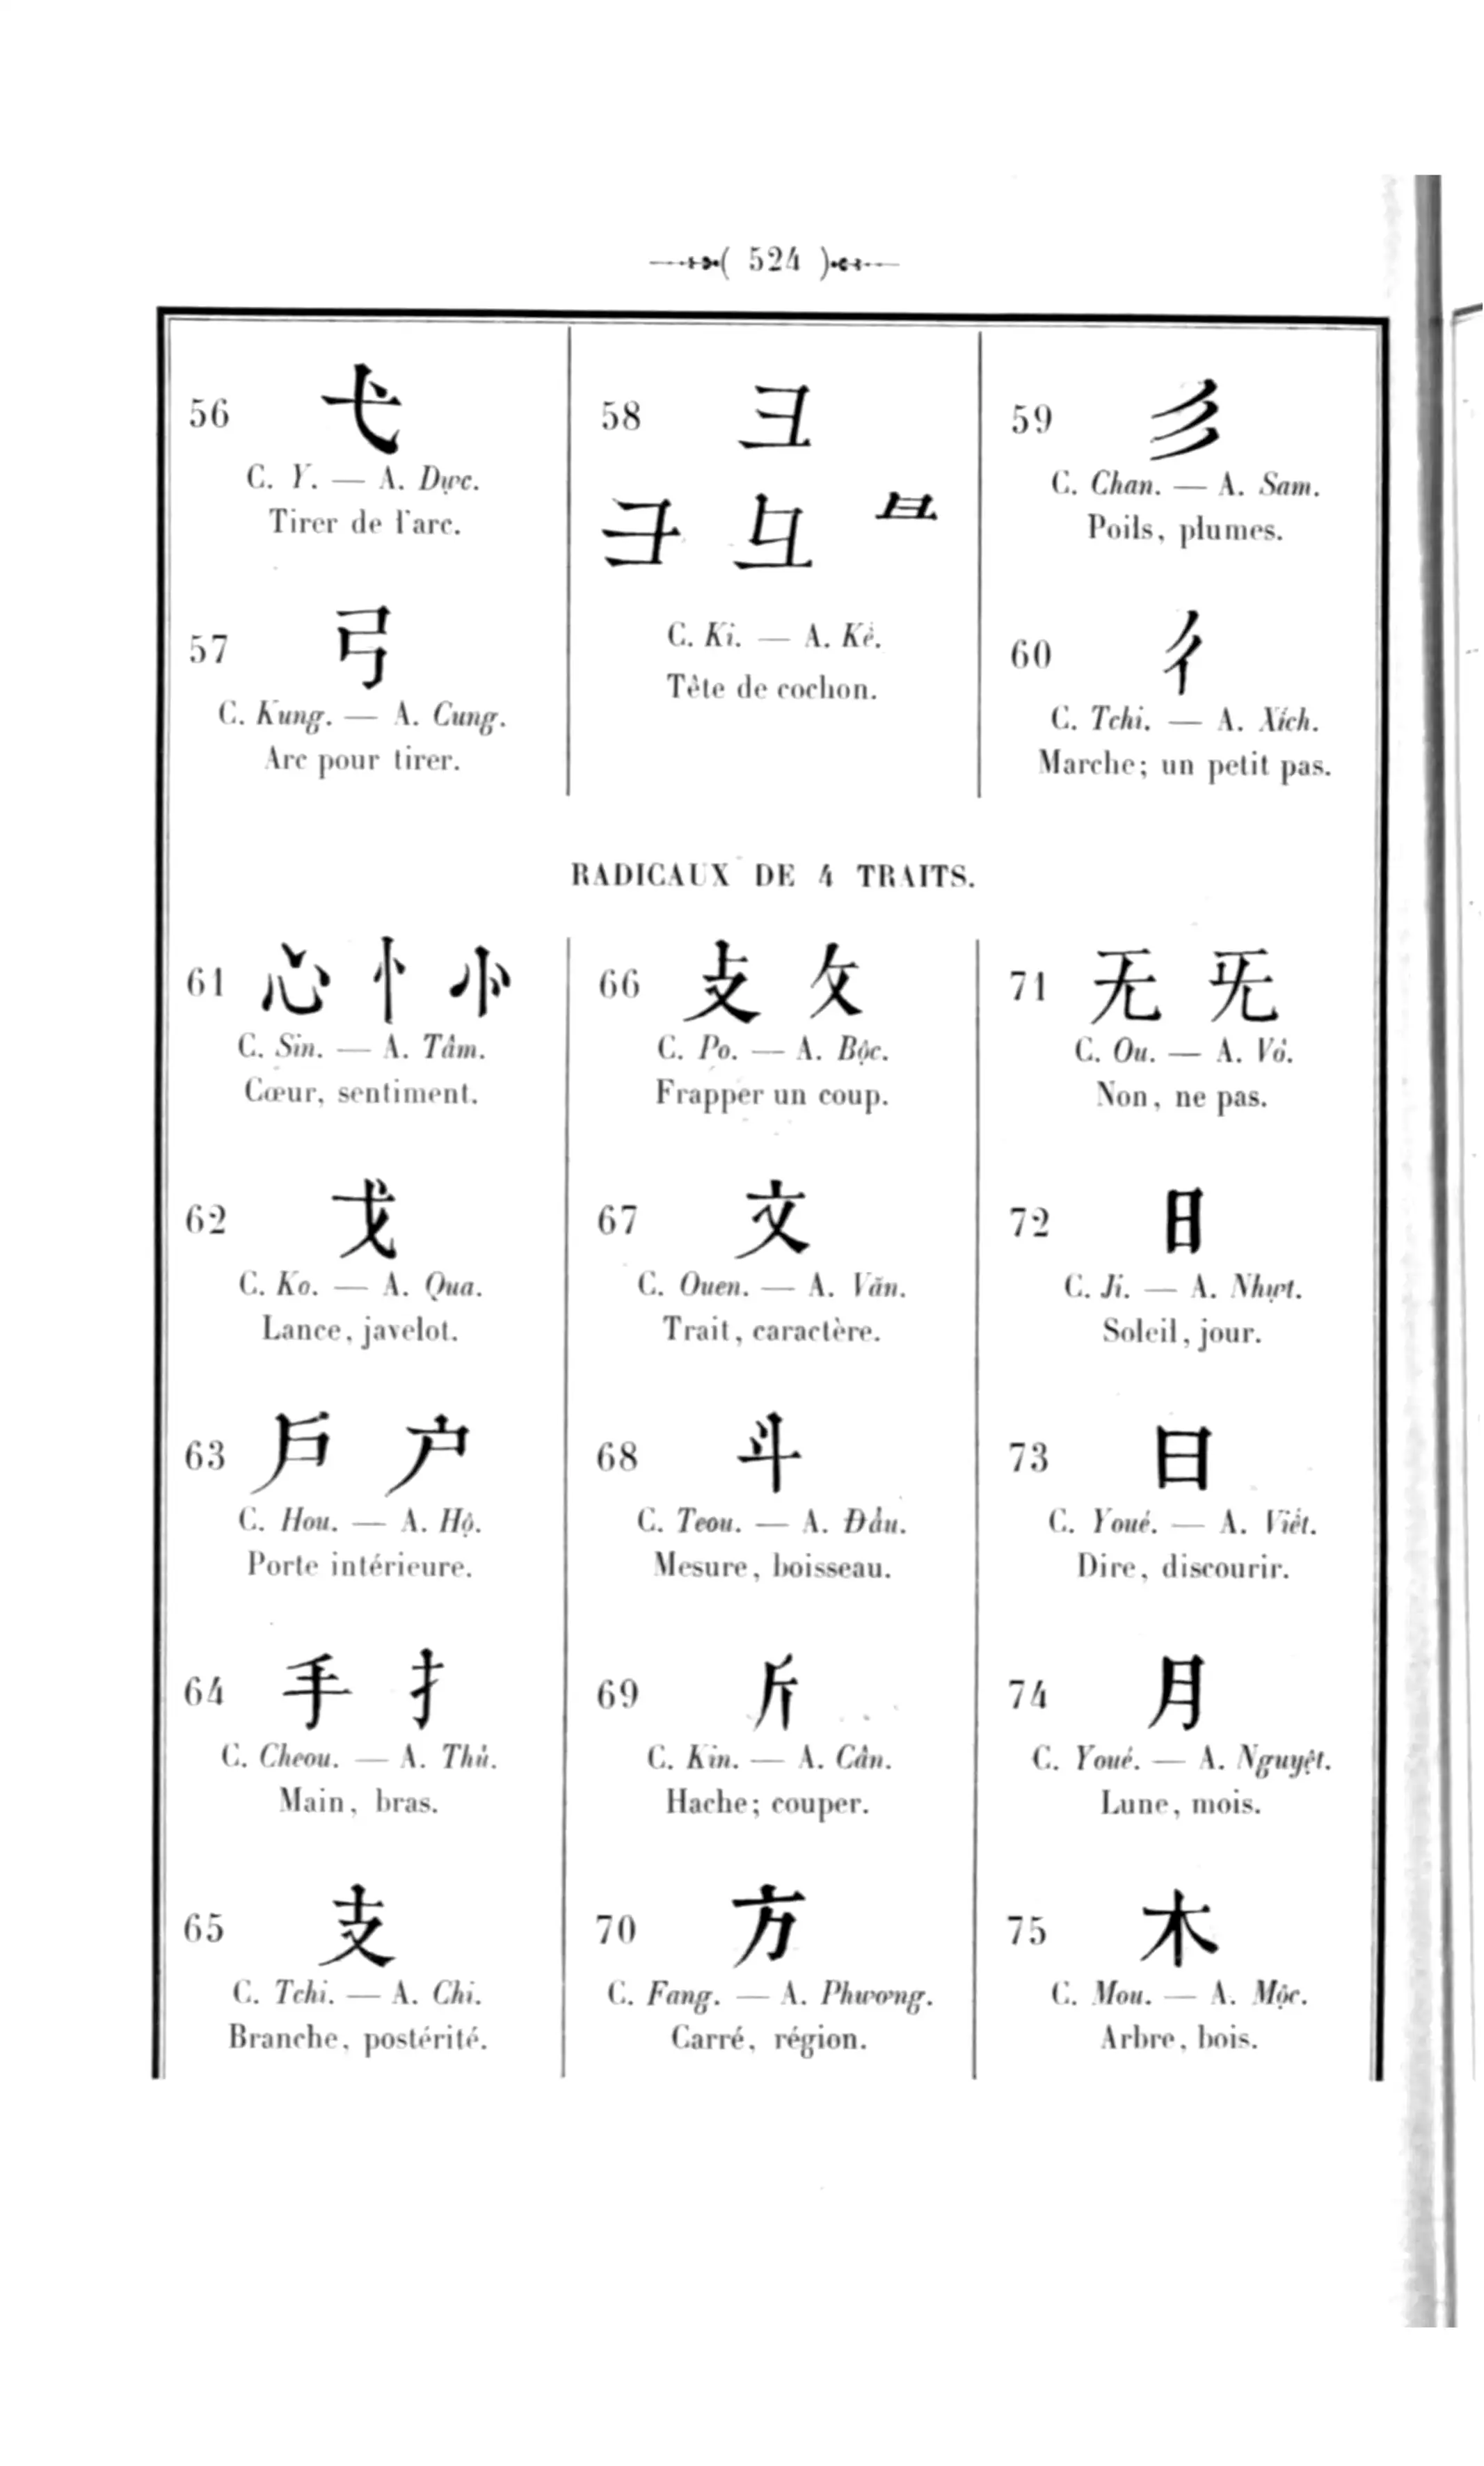 ( 524 )
56 弋
C. Y. — A. Dực.
Tirer de l'arc.
57 弓
C. Kung. — A. Cung.
Arc pour tirer.
58 彐
⺕ 彑
C. Ki. — A. Kê.
Tête de cochon.
59 彡
C. Chan. — A. Sam.
Poils, plumes.
60 彳
C. Tchi. — A. Xích.
Marche; un petit pas.
RADICAUX DE 4 TRAITS.
61 心 忄 ⺗
C. Sin. — A. Tâm.
Cœur, sentiment.
62 戈
C. Ko. — A. Qua.
Lance, javelot.
63 戶 户
C. Hou. — A. Hộ.
Porte intérieure.
64 手 扌
C. Cheou. — A. Thủ.
Main, bras.
65 支
C. Tchi. — A. Chi.
Branche, postérité.
66 攴 攵
C. Po. — A. Bộc.
Frapper un coup.
67 文
C. Ouen. — A. Văn.
Trait, caractère.
68 斗
C. Teou. — A. Đẩu.
Mesure, boisseau.
69 斤
C. Kin. — A. Cân.
Hache; couper.
70 方
C. Fang. — A. Phương.
Carré, région.
71 无 旡
C. Ou. — A. Vô.
Non, ne pas.
72 日
C. Ji. — A. Nhựt.
Soleil, jour.
73 曰
C. Youé. — A. Viết.
Dire, discourir.
74 月
C. Youé. — A. Nguyệt.
Lune, mois.
75 木
C. Mou. — A. Mộc.
Arbre, bois.